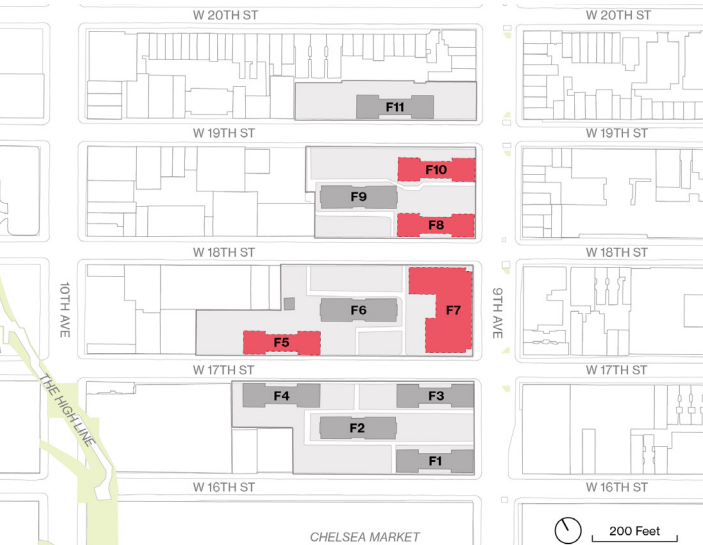 W 20TH ST
W 20TH ST
F11
W 19TH ST
W 19TH ST
F10
F9
F8
W 18TH ST
W 18TH ST
10TH AVE
9TH AVE
F6
F7
F5
W 17TH ST
W 17TH ST
THE HIGH LINE
F4
F3
F2
F1
W 16TH ST
W 16TH ST
CHELSEA MARKET
200 Feet